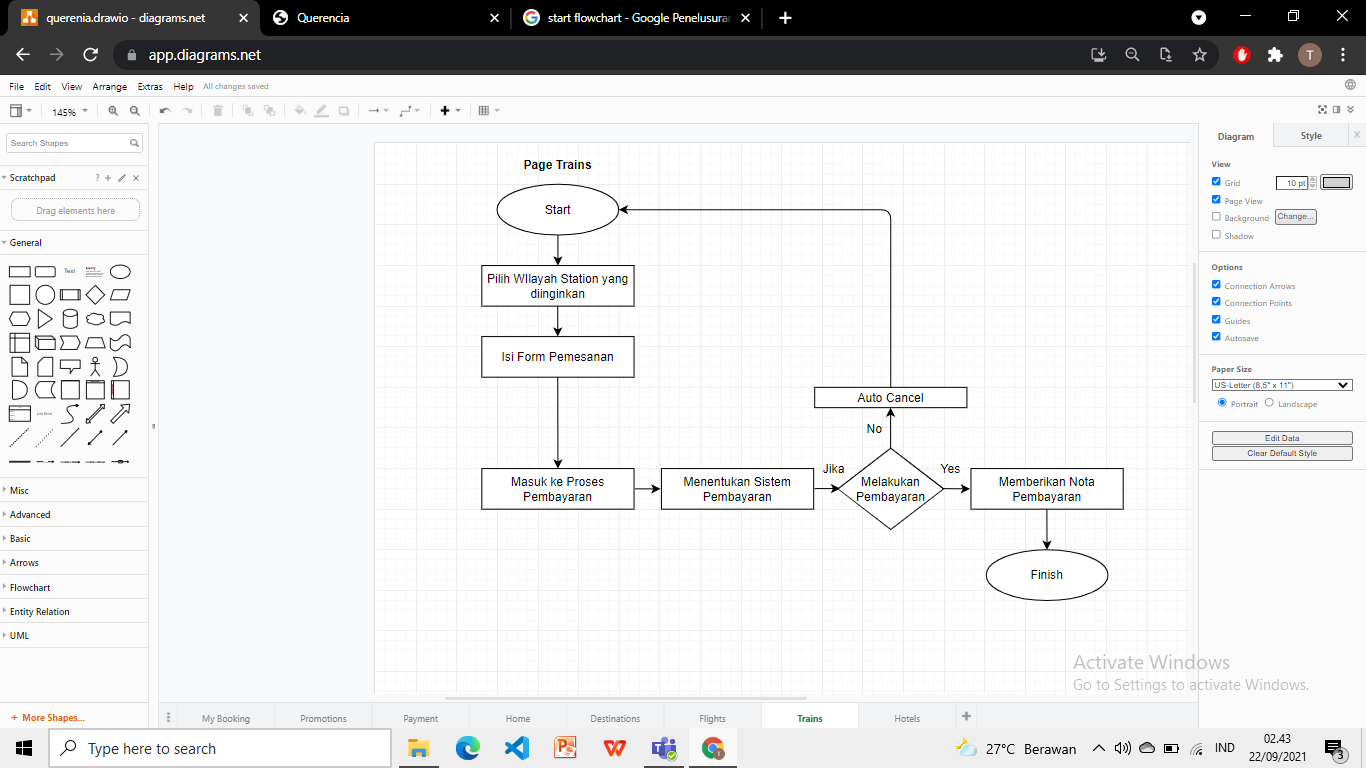 querenia.drawio - diagrams.net
Querencia
start flowchart - Google Penelusuran
app.diagrams.net
T
File Edit View Arrange Extras Help All changes saved
145%
Search Shapes
Scratchpad
Drag elements here
General
Text
Misc
Advanced
Basic
Arrows
Flowchart
Entity Relation
UML
+ More Shapes...
Page Trains
Start
Pilih WIlayah Station yang
diinginkan
Isi Form Pemesanan
Auto Cancel
No
Masuk ke Proses
Pembayaran
Menentukan Sistem
Pembayaran
Jika
Melakukan
Pembayaran
Yes
Memberikan Nota
Pembayaran
Finish
Diagram Style
View
Grid 10 pt
Page View
Background Change...
Shadow
Options
Connection Arrows
Connection Points
Guides
Autosave
Paper Size
US-Letter (8,5" x 11")
Portrait Landscape
Edit Data
Clear Default Style
Activate Windows
Go to Settings to activate Windows.
My Booking Promotions Payment Home Destinations Flights Trains Hotels
Type here to search
27°C Berawan
IND
02.43
22/09/2021
3